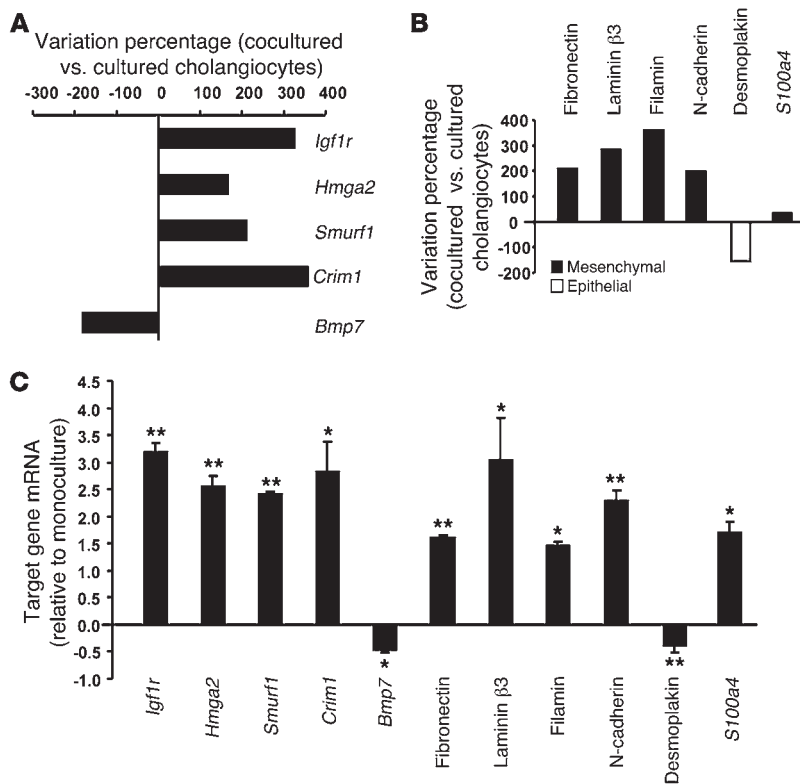 A
Variation percentage (cocultured
vs. cultured cholangiocytes)
-300 -200 -100 0 100 200 300 400
Igf1r
Hmga2
Smurf1
Crim1
Bmp7
B
Fibronectin
Laminin β3
Filamin
N-cadherin
Desmoplakin
S100a4
Variation percentage
(cocultured vs. cultured
cholangiocytes)
400
300
200
100
0
-100
-200
Mesenchymal
Epithelial
C
Target gene mRNA
(relative to monoculture)
4.5
4.0
3.5
3.0
2.5
2.0
1.5
1.0
0.5
0.0
-0.5
-1.0
** ** ** * * ** * * ** ** *
Igf1r
Hmga2
Smurf1
Crim1
Bmp7
Fibronectin
Laminin β3
Filamin
N-cadherin
Desmoplakin
S100a4